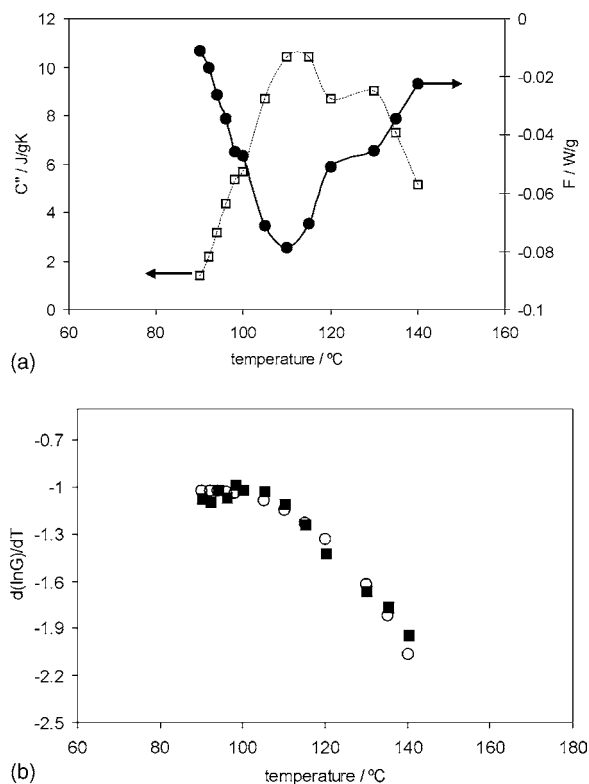 12
10
8
6
4
2
0
C" / J/gK
0
-0.02
-0.04
-0.06
-0.08
-0.1
F / W/g
60 80 100 120 140 160
temperature / ºC
(a)
-0.7
-1
-1.3
-1.6
-1.9
-2.2
-2.5
d(lnG)/dT
60 80 100 120 140 160 180
temperature / ºC
(b)